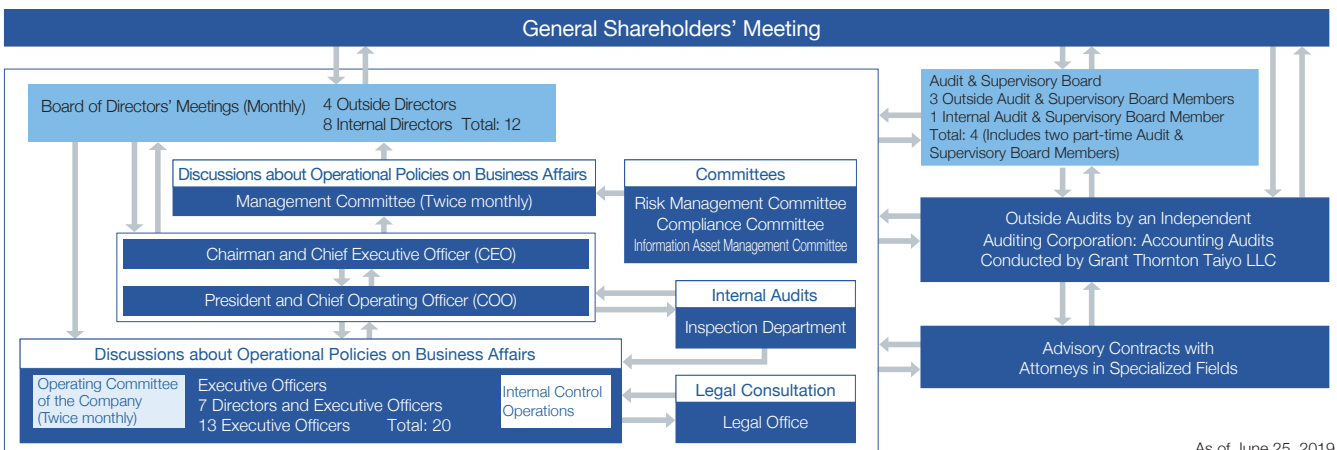 General Shareholders' Meeting
Board of Directors' Meetings (Monthly)
4 Outside Directors
8 Internal Directors Total: 12
Audit & Supervisory Board
3 Outside Audit & Supervisory Board Members
1 Internal Audit & Supervisory Board Member
Total: 4 (Includes two part-time Audit &
Supervisory Board Members)
Discussions about Operational Policies on Business Affairs
Management Committee (Twice monthly)
Committees
Risk Management Committee
Compliance Committee
Information Asset Management Committee
Outside Audits by an Independent
Auditing Corporation: Accounting Audits
Conducted by Grant Thornton Taiyo LLC
Chairman and Chief Executive Officer (CEO)
President and Chief Operating Officer (COO)
Internal Audits
Inspection Department
Discussions about Operational Policies on Business Affairs
Operating Committee
of the Company
(Twice monthly)
Executive Officers
7 Directors and Executive Officers
13 Executive Officers Total: 20
Internal Control
Operations
Legal Consultation
Legal Office
Advisory Contracts with
Attorneys in Specialized Fields
As of June 25, 2019